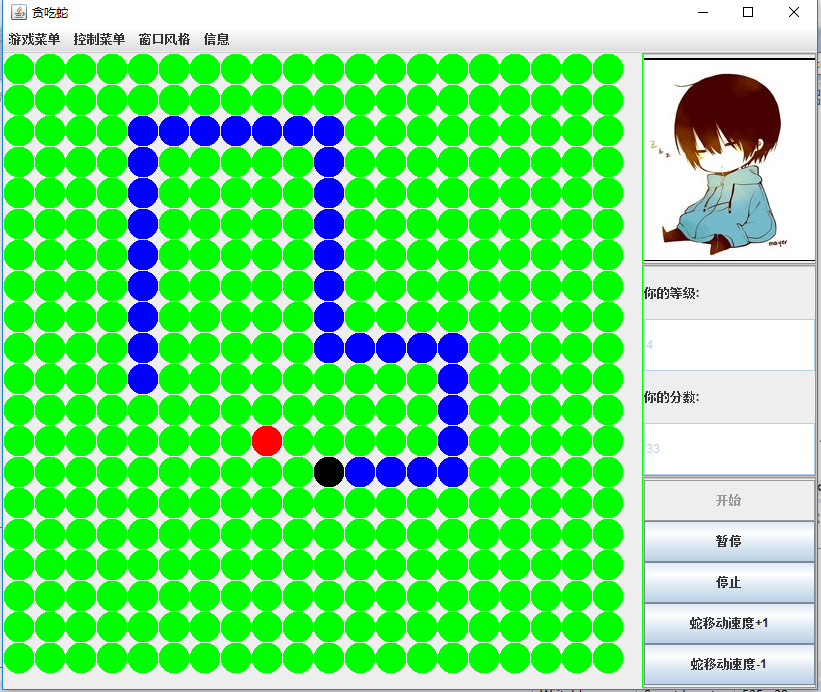 贪吃蛇
游戏菜单 控制菜单 窗口风格 信息
mayer
你的等级:
4
你的分数:
33
开始
暂停
停止
蛇移动速度+1
蛇移动速度-1